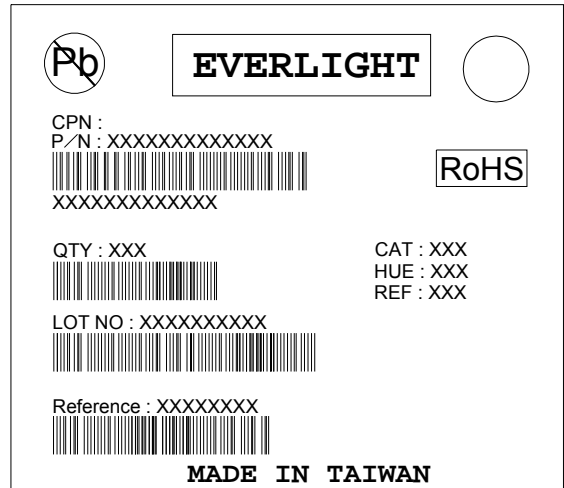 Pb
EVERLIGHT
CPN :
P/N : XXXXXXXXXXXXX
RoHS
XXXXXXXXXXXXX
QTY : XXX
CAT : XXX
HUE : XXX
REF : XXX
LOT NO : XXXXXXXXXX
Reference : XXXXXXXX
MADE IN TAIWAN